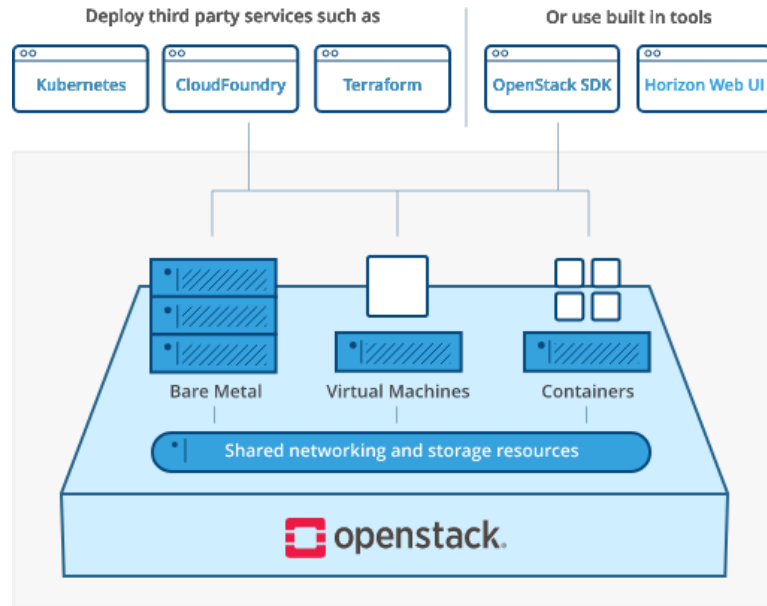 Deploy third party services such as
Or use built in tools
Kubernetes
CloudFoundry
Terraform
OpenStack SDK
Horizon Web UI
Bare Metal
Virtual Machines
Containers
Shared networking and storage resources
openstack.